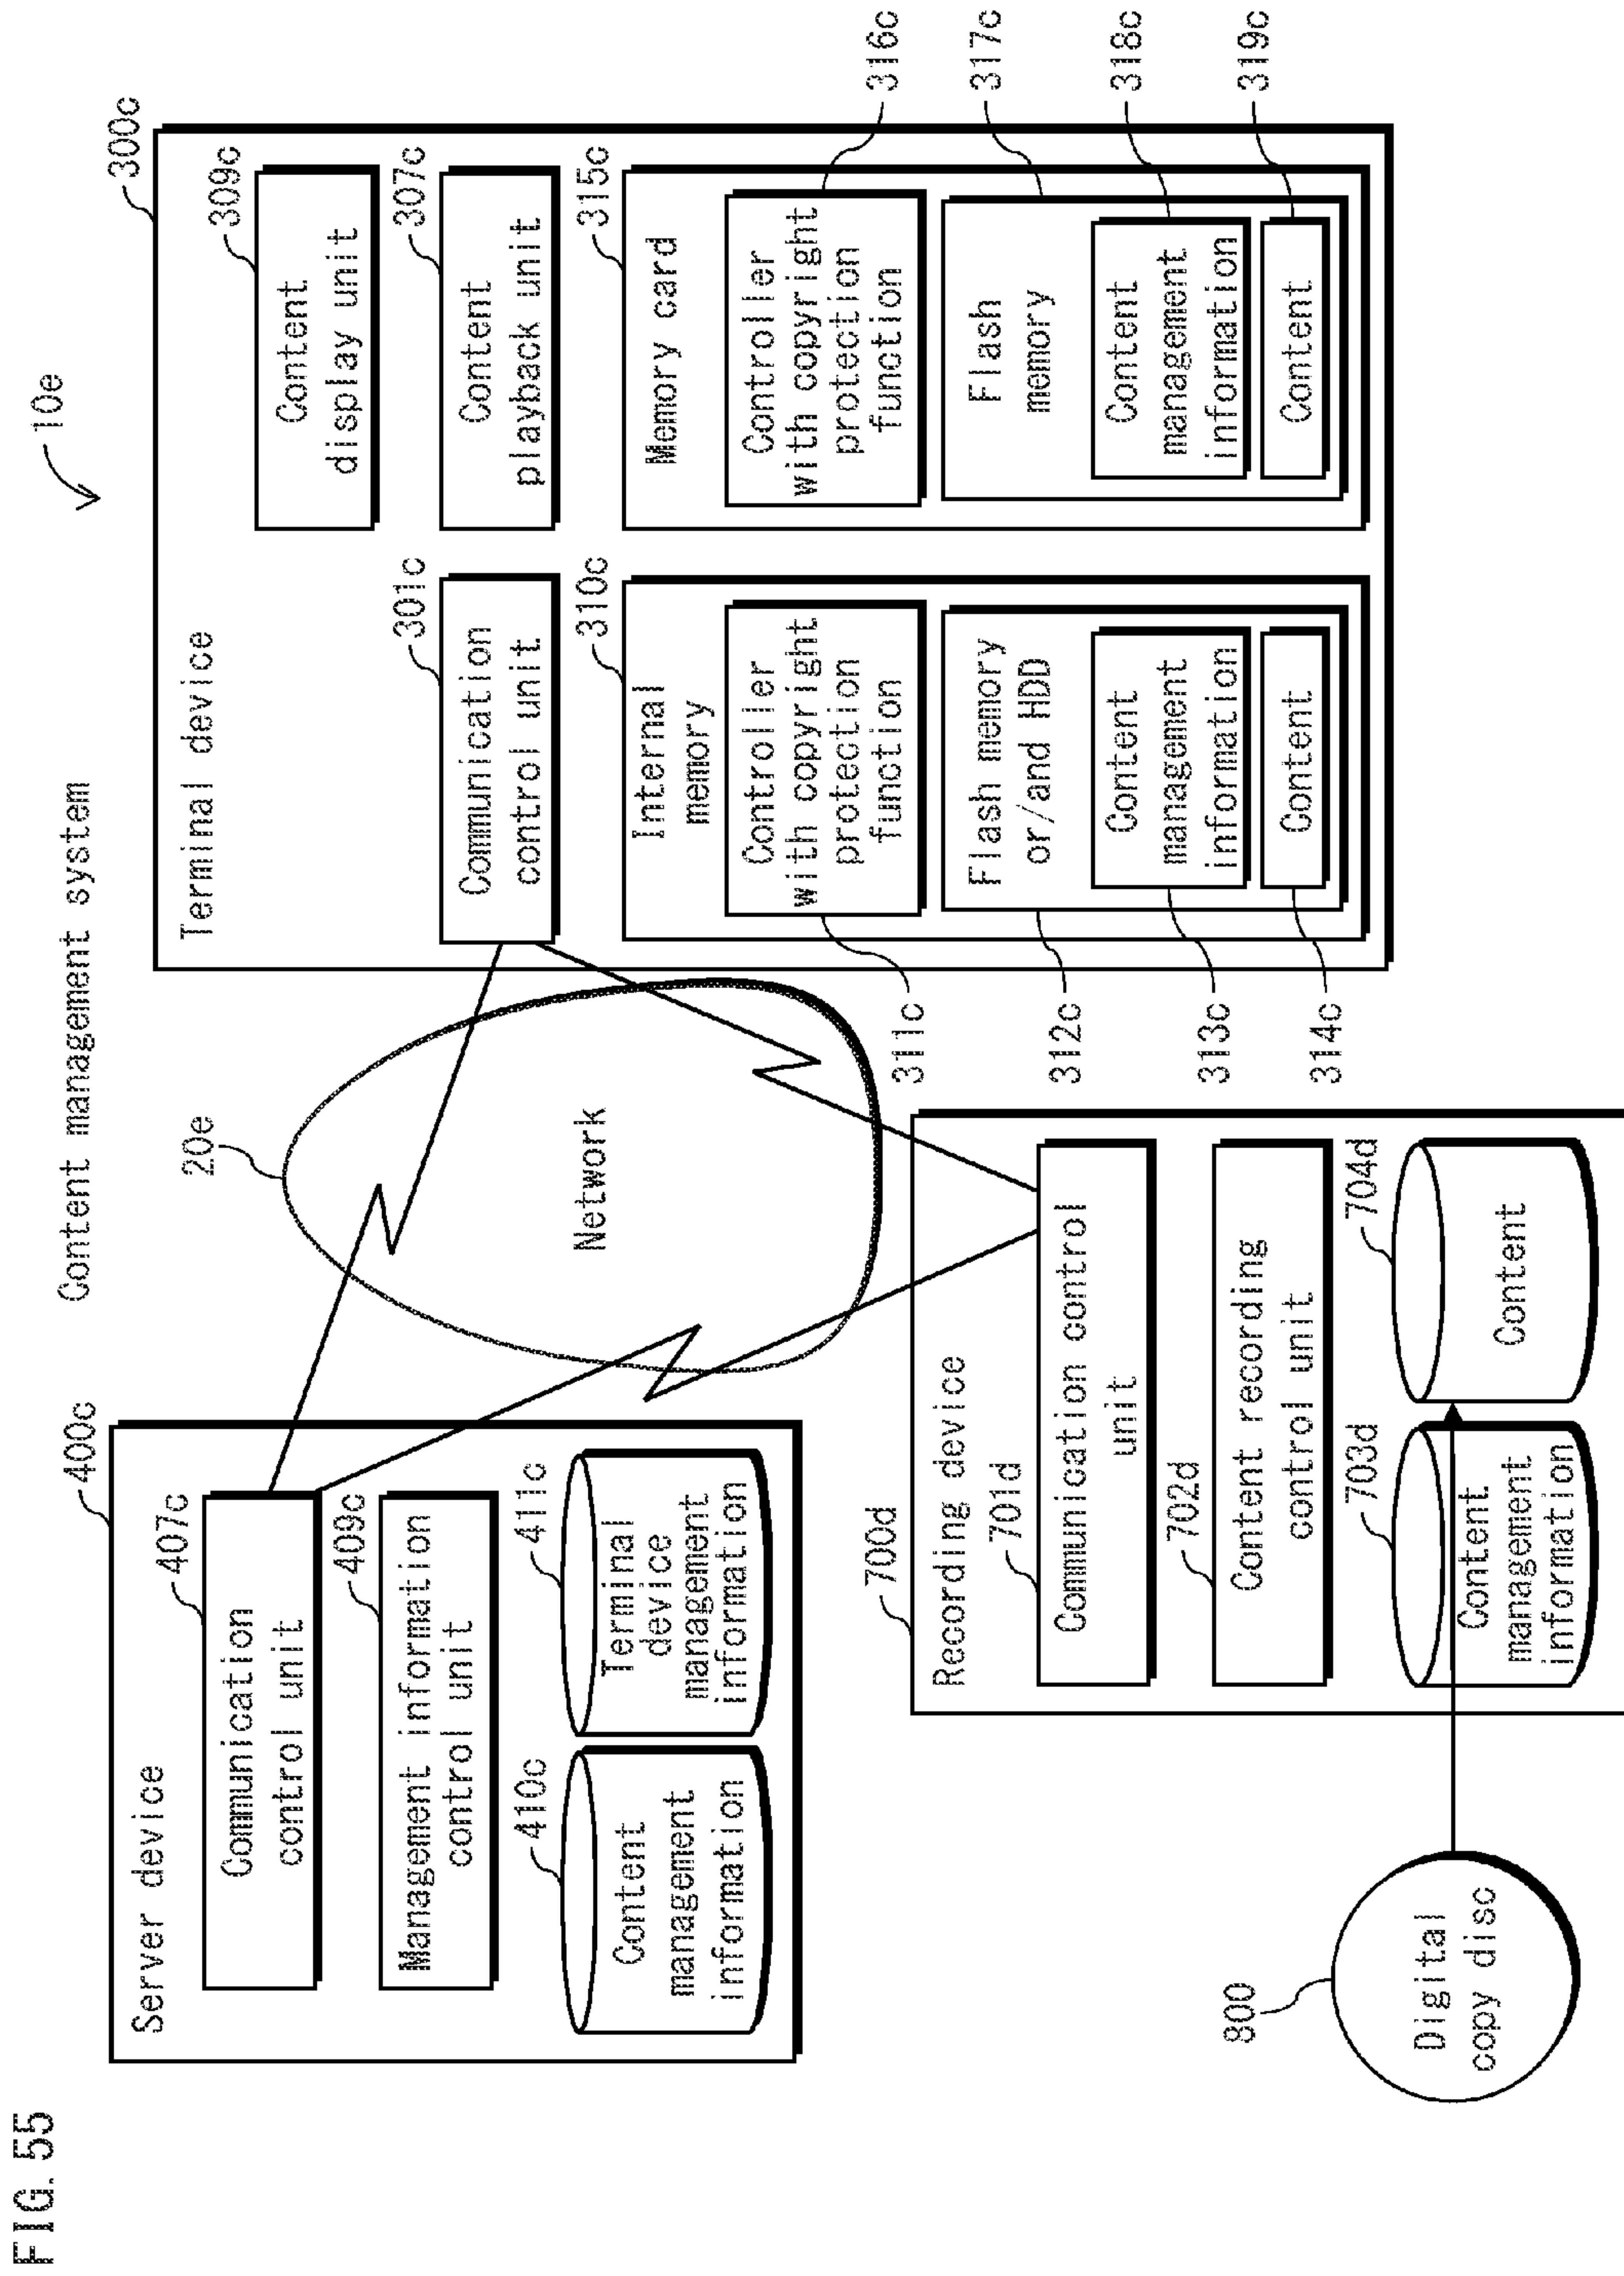 FIG. 55
Content management system
10e
400c
Server device
407c
Communication
control unit
409c
Management information
control unit
410c
Content
management
information
411c
Terminal
device
management
information
20e
Network
300c
Terminal device
309c
Content
display unit
301c
Communication
control unit
307c
Content
playback unit
310c
Internal
memory
Controller
with copyright
protection
function
Flash memory
or/and HDD
Content
management
information
Content
311c
312c
313c
314c
315c
Memory card
Controller
with copyright
protection
function
Flash
memory
Content
management
information
Content
316c
317c
318c
319c
700d
Recording device
701d
Communication control
unit
702d
Content recording
control unit
703d
Content
management
information
704d
Content
800
Digital
copy disc